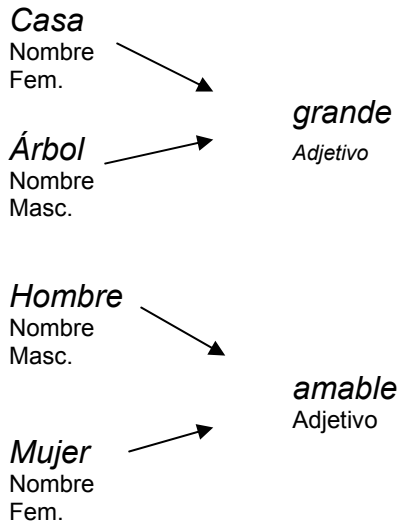 Casa
Nombre
Fem.
grande
Adjetivo
Árbol
Nombre
Masc.
Hombre
Nombre
Masc.
amable
Adjetivo
Mujer
Nombre
Fem.